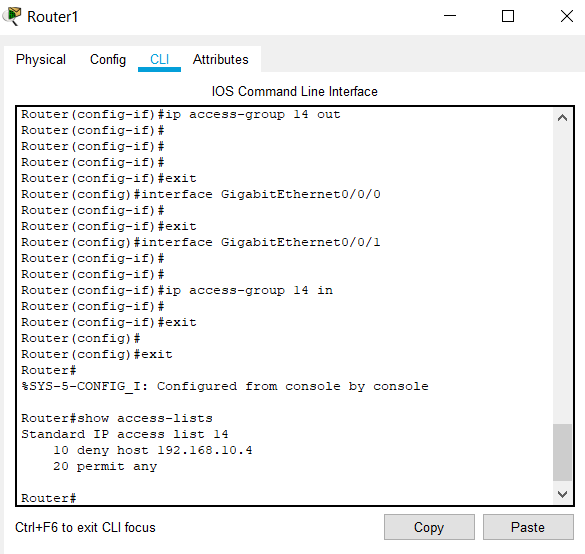 Router1
Physical Config CLI Attributes
IOS Command Line Interface
Router(config-if)#ip access-group 14 out
Router(config-if)#
Router(config-if)#
Router(config-if)#
Router(config-if)#exit
Router(config)#interface GigabitEthernet0/0/0
Router(config-if)#
Router(config-if)#exit
Router(config)#interface GigabitEthernet0/0/1
Router(config-if)#
Router(config-if)#
Router(config-if)#ip access-group 14 in
Router(config-if)#
Router(config-if)#exit
Router(config)#
Router(config)#exit
Router#
%SYS-5-CONFIG_I: Configured from console by console
Router#show access-lists
Standard IP access list 14
10 deny host 192.168.10.4
20 permit any
Router#
Ctrl+F6 to exit CLI focus Copy Paste